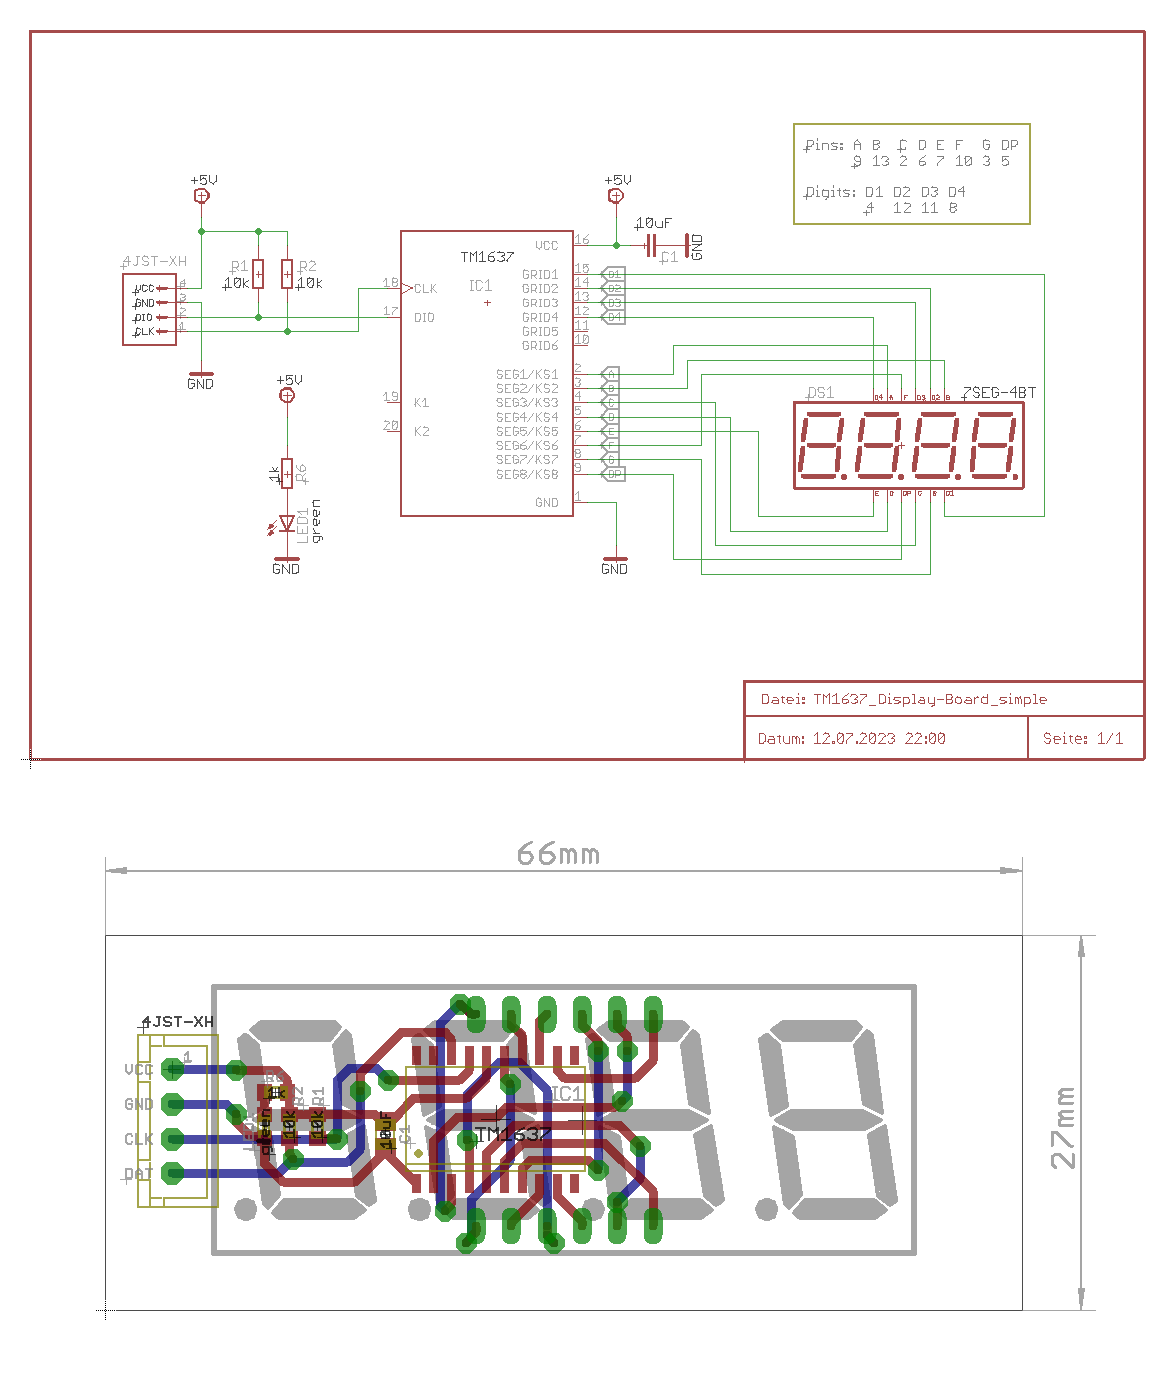 Pins: A B C D E F G DP
9 13 2 6 7 10 3 5
Digits: D1 D2 D3 D4
4 12 11 8
+5V
+5V
10uF
C1
GND
4JST-XH
R1
R2
10k
10k
VCC 4
GND 3
DIO 2
CLK 1
GND
TM1637
IC1
18 CLK
17 DIO
19 K1
20 K2
VCC 16
GRID1 15
GRID2 14
GRID3 13
GRID4 12
GRID5 11
GRID6 10
SEG1/KS1 2
SEG2/KS2 3
SEG3/KS3 4
SEG4/KS4 5
SEG5/KS5 6
SEG6/KS6 7
SEG7/KS7 8
SEG8/KS8 9
GND 1
D1
D2
D3
D4
A
B
C
D
E
F
G
DP
GND
+5V
1k
R6
LED1
green
GND
DS1
7SEG-4BT
D4 A F D3 D2 B
E D DP C G D1
Datei: TM1637_Display-Board_simple
Datum: 12.07.2023 22:00
Seite: 1/1
66mm
27mm
4JST-XH
1
VCC
GND
CLK
DAT
R6
1k
R2
R1
10k
10k
green
10uF
C1
IC1
TM1637